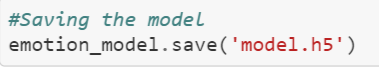 #Saving the model
emotion_model.save('model.h5')